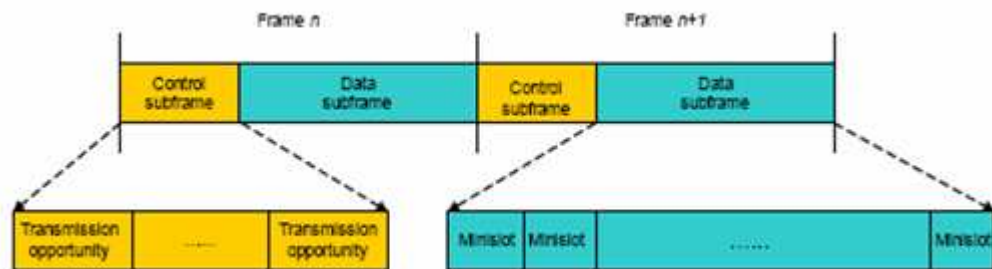 Frame n
Frame n+1
Control
subframe
Data
subframe
Control
subframe
Data
subframe
Transmission
opportunity
......
Transmission
opportunity
Minislot
Minislot
......
Minislot